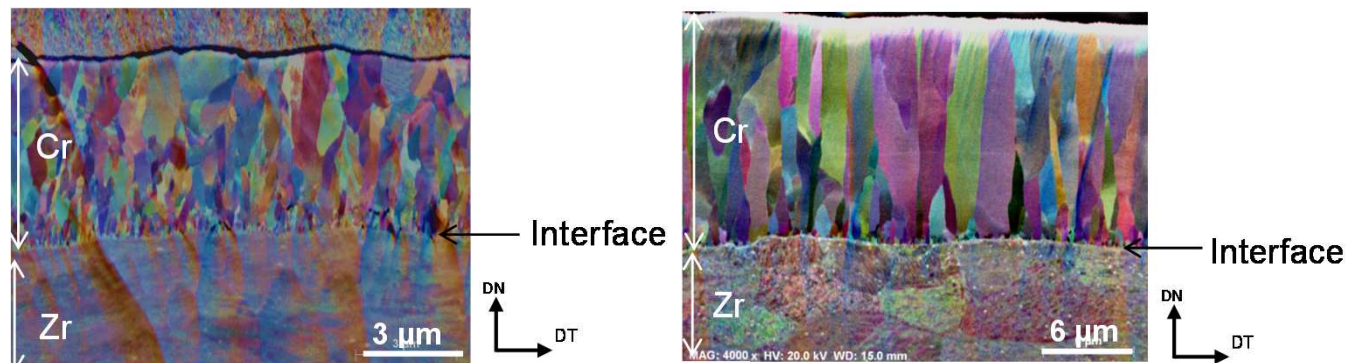 Cr
Interface
Zr
DN
DT
3 μm
Cr
Interface
Zr
DN
DT
6 μm
MAG: 4000 x HV: 20.0 kV WD: 15.0 mm